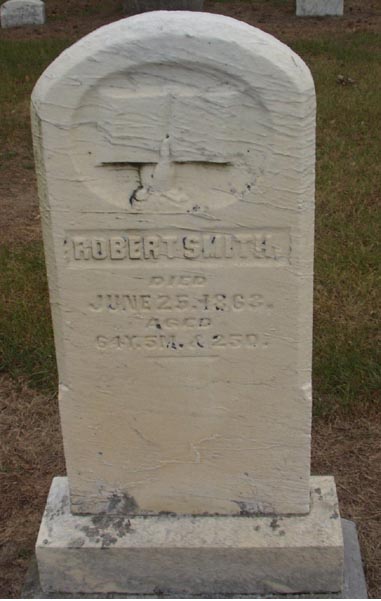 ROBERT SMITH.
DIED
JUNE 25. 1863.
AGED
64Y. 5M. & 25D.